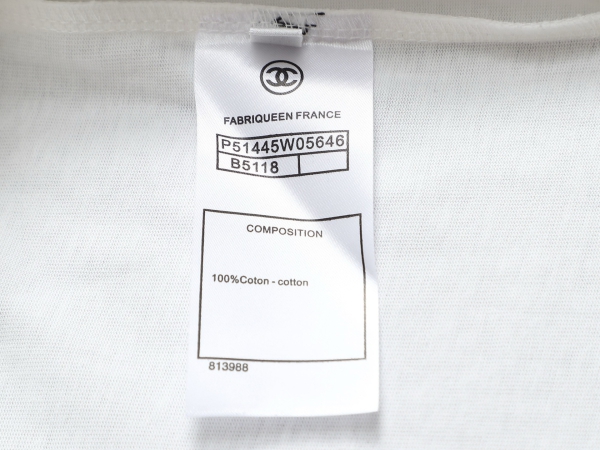 FABRIQUEEN FRANCE
P51445W05646
B5118
COMPOSITION
100%Coton - cotton
813988